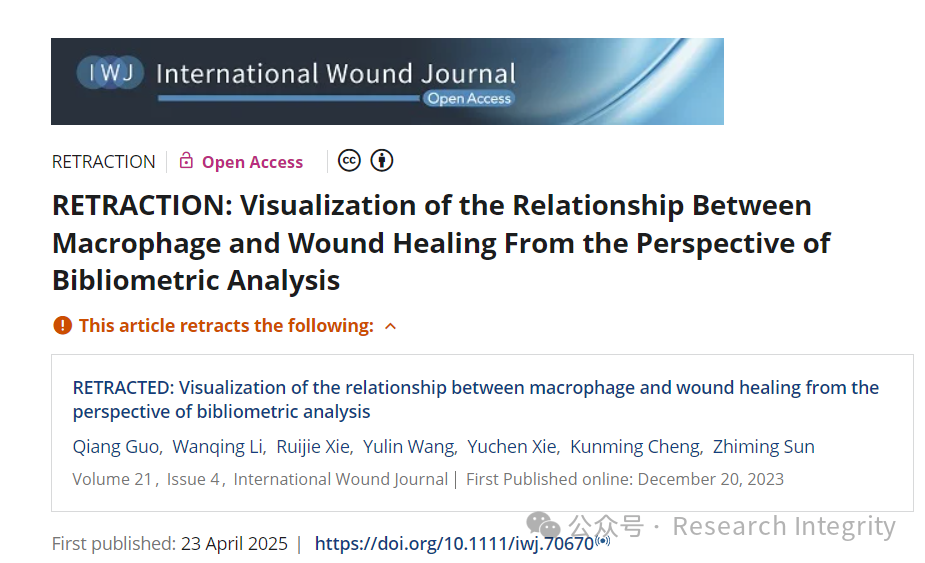 IWJ International Wound Journal
Open Access
RETRACTION Open Access cc
RETRACTION: Visualization of the Relationship Between
Macrophage and Wound Healing From the Perspective of
Bibliometric Analysis
This article retracts the following:
RETRACTED: Visualization of the relationship between macrophage and wound healing from the
perspective of bibliometric analysis
Qiang Guo, Wanqing Li, Ruijie Xie, Yulin Wang, Yuchen Xie, Kunming Cheng, Zhiming Sun
Volume 21, Issue 4, International Wound Journal | First Published online: December 20, 2023
公众号 · Research Integrity
First published: 23 April 2025 | https://doi.org/10.1111/iwj.70670